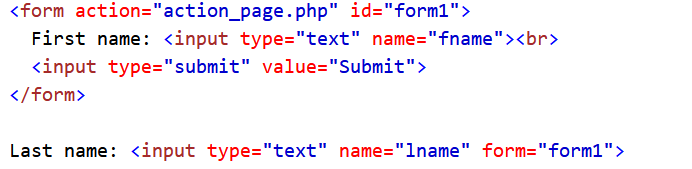 <form action="action_page.php" id="form1">
First name: <input type="text" name="fname"><br>
<input type="submit" value="Submit">
</form>
Last name: <input type="text" name="lname" form="form1">